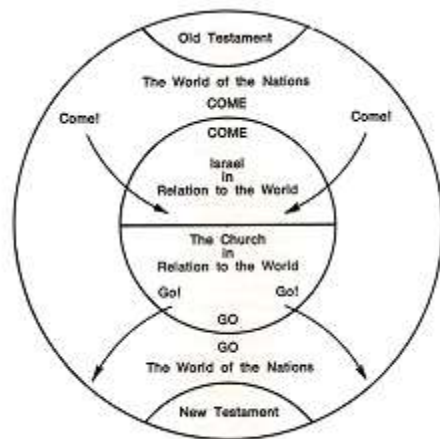 Old Testament
The World of the Nations
COME
Come!
Come!
COME
Israel
in
Relation to the World
The Church
in
Relation to the World
Go!
Go!
GO
GO
The World of the Nations
New Testament